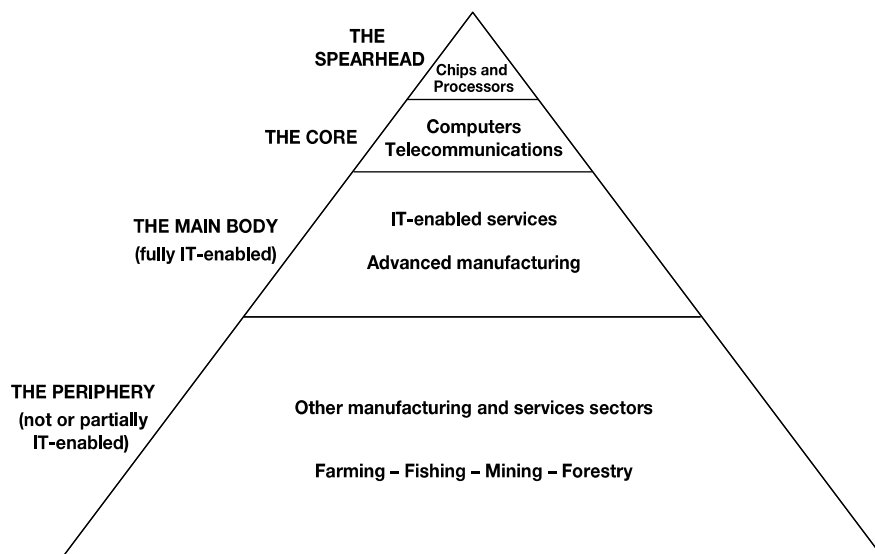 THE
SPEARHEAD
Chips and
Processors
THE CORE
Computers
Telecommunications
THE MAIN BODY
(fully IT-enabled)
IT-enabled services
Advanced manufacturing
THE PERIPHERY
(not or partially
IT-enabled)
Other manufacturing and services sectors
Farming – Fishing – Mining – Forestry